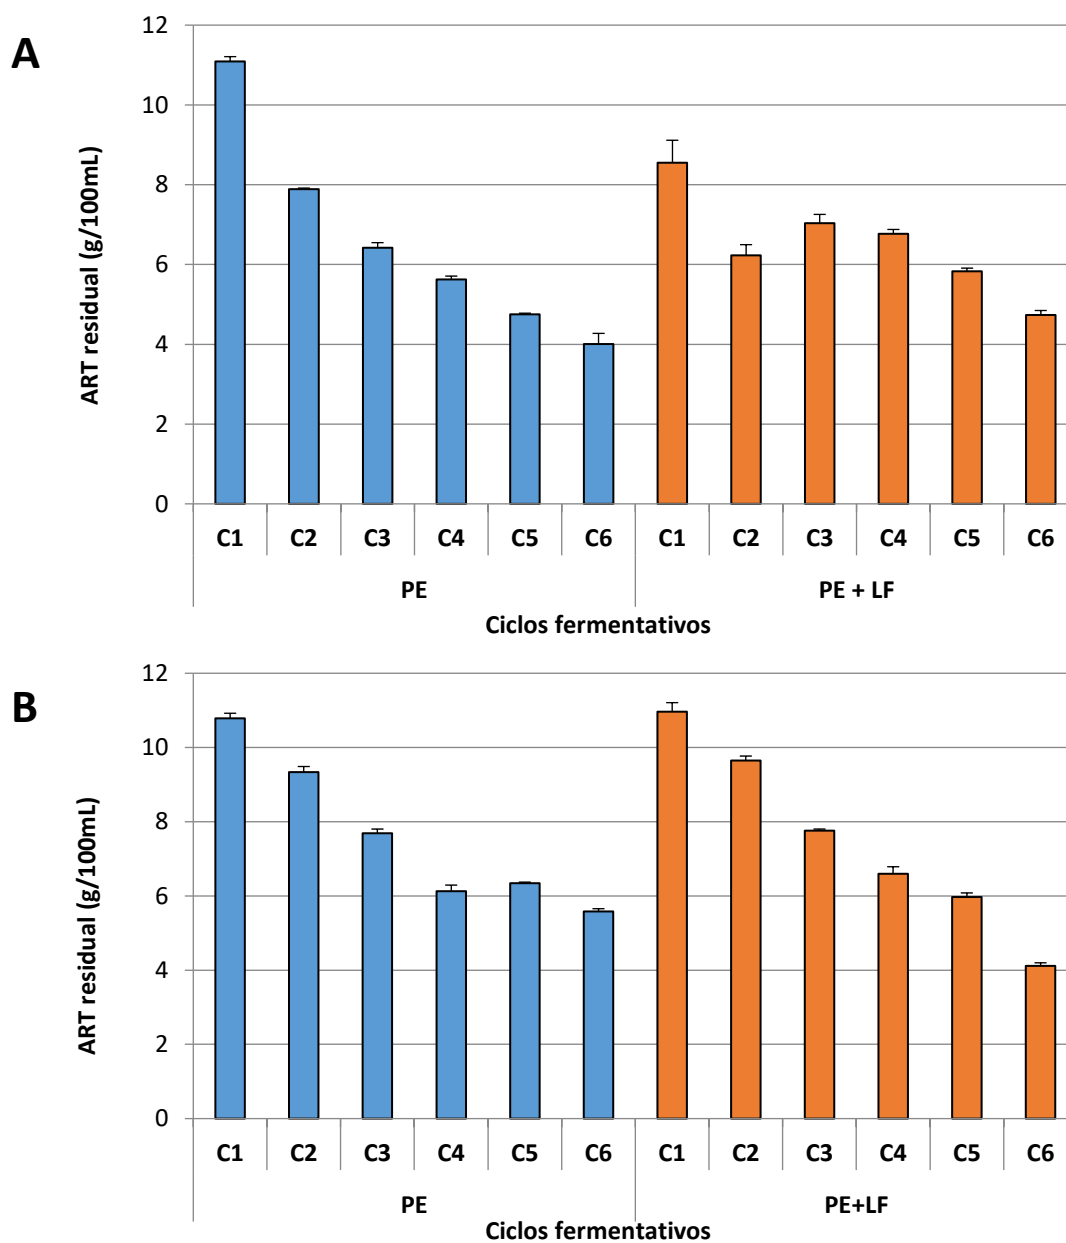 A
ART residual (g/100mL)
12
10
8
6
4
2
0
C1 C2 C3 C4 C5 C6 C1 C2 C3 C4 C5 C6
PE PE + LF
Ciclos fermentativos
B
ART residual (g/100mL)
12
10
8
6
4
2
0
C1 C2 C3 C4 C5 C6 C1 C2 C3 C4 C5 C6
PE PE+LF
Ciclos fermentativos